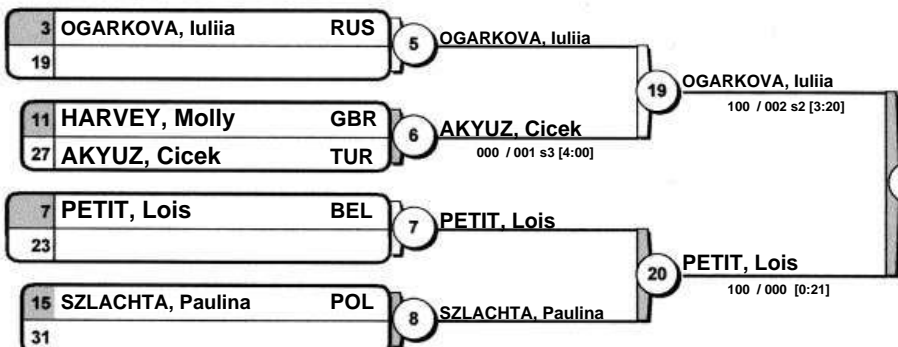 3 OGARKOVA, Iuliia RUS
19
5 OGARKOVA, Iuliia
11 HARVEY, Molly GBR
27 AKYUZ, Cicek TUR
6 AKYUZ, Cicek
000 / 001 s3 [4:00]
19 OGARKOVA, Iuliia
100 / 002 s2 [3:20]
7 PETIT, Lois BEL
23
7 PETIT, Lois
15 SZLACHTA, Paulina POL
31
8 SZLACHTA, Paulina
20 PETIT, Lois
100 / 000 [0:21]